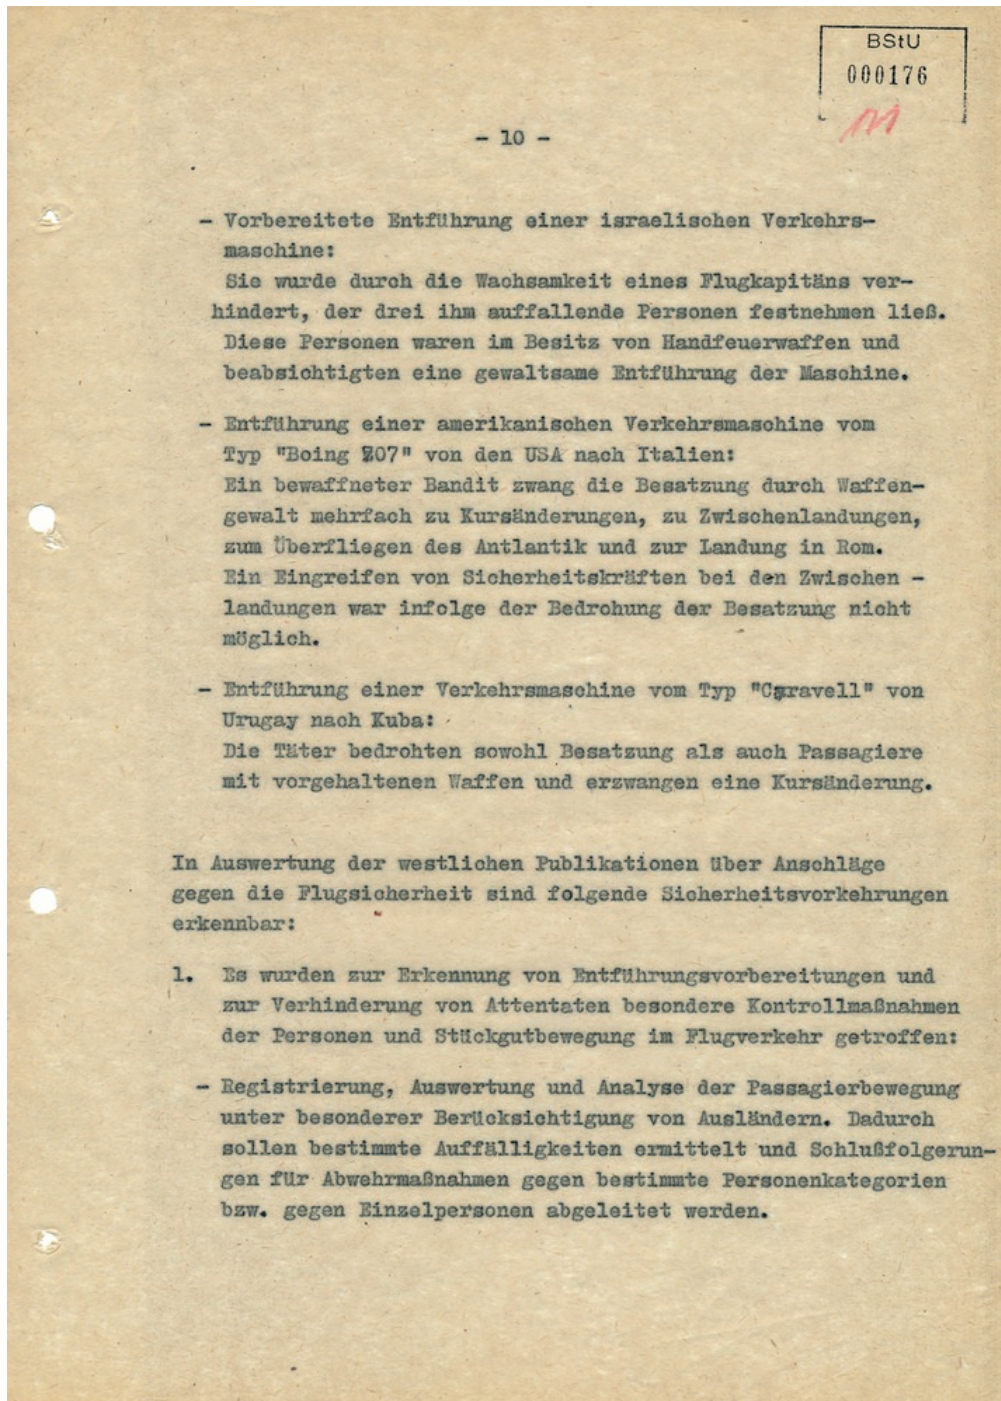 BStU
000176
- 10 -
- Vorbereitete Entführung einer israelischen Verkehrs-
maschine:
Sie wurde durch die Wachsamkeit eines Flugkapitäns ver-
hindert, der drei ihm auffallende Personen festnehmen ließ.
Diese Personen waren im Besitz von Handfeuerwaffen und
beabsichtigten eine gewaltsame Entführung der Maschine.
- Entführung einer amerikanischen Verkehrsmaschine vom
Typ "Boing 707" von den USA nach Italien:
Ein bewaffneter Bandit zwang die Besatzung durch Waffen-
gewalt mehrfach zu Kursänderungen, zu Zwischenlandungen,
zum Überfliegen des Antlantik und zur Landung in Rom.
Ein Eingreifen von Sicherheitskräften bei den Zwischen -
landungen war infolge der Bedrohung der Besatzung nicht
möglich.
- Entführung einer Verkehrsmaschine vom Typ "Caravell" von
Urugay nach Kuba:
Die Täter bedrohten sowohl Besatzung als auch Passagiere
mit vorgehaltenen Waffen und erzwangen eine Kursänderung.
In Auswertung der westlichen Publikationen über Anschläge
gegen die Flugsicherheit sind folgende Sicherheitsvorkehrungen
erkennbar:
1. Es wurden zur Erkennung von Entführungsvorbereitungen und
zur Verhinderung von Attentaten besondere Kontrollmaßnahmen
der Personen und Stückgutbewegung im Flugverkehr getroffen:
- Registrierung, Auswertung und Analyse der Passagierbewegung
unter besonderer Berücksichtigung von Ausländern. Dadurch
sollen bestimmte Auffälligkeiten ermittelt und Schlußfolgerun-
gen für Abwehrmaßnahmen gegen bestimmte Personenkategorien
bzw. gegen Einzelpersonen abgeleitet werden.